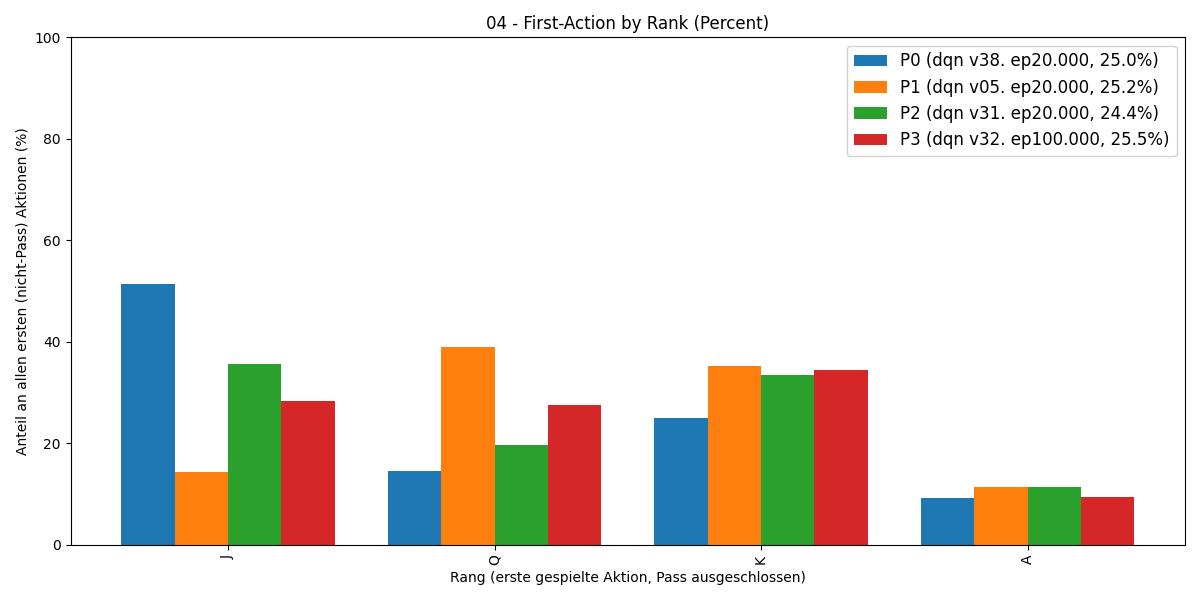 04 - First-Action by Rank (Percent)
P0 (dqn v38. ep20.000, 25.0%)
P1 (dqn v05. ep20.000, 25.2%)
P2 (dqn v31. ep20.000, 24.4%)
P3 (dqn v32. ep100.000, 25.5%)
Anteil an allen ersten (nicht-Pass) Aktionen (%)
100
80
60
40
20
0
J Q K A
Rang (erste gespielte Aktion, Pass ausgeschlossen)